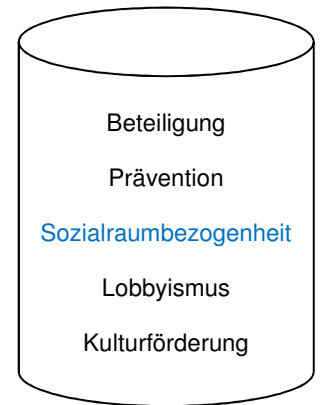 Beteiligung
Prävention
Sozialraumbezogenheit
Lobbyismus
Kulturförderung